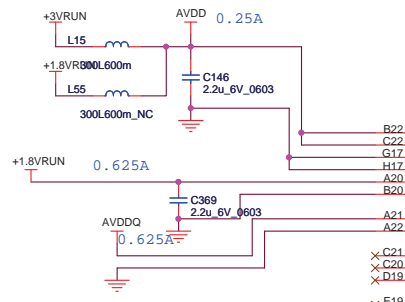 +3VRUN
AVDD
0.25A
L15
300L600m
+1.8VRUN
C146
2.2u_6V_0603
L55
300L600m_NC
B22
C22
G17
H17
+1.8VRUN
0.625A
A20
B20
C369
2.2u_6V_0603
AVDDQ
0.625A
A21
A22
C21
C20
D19
E19